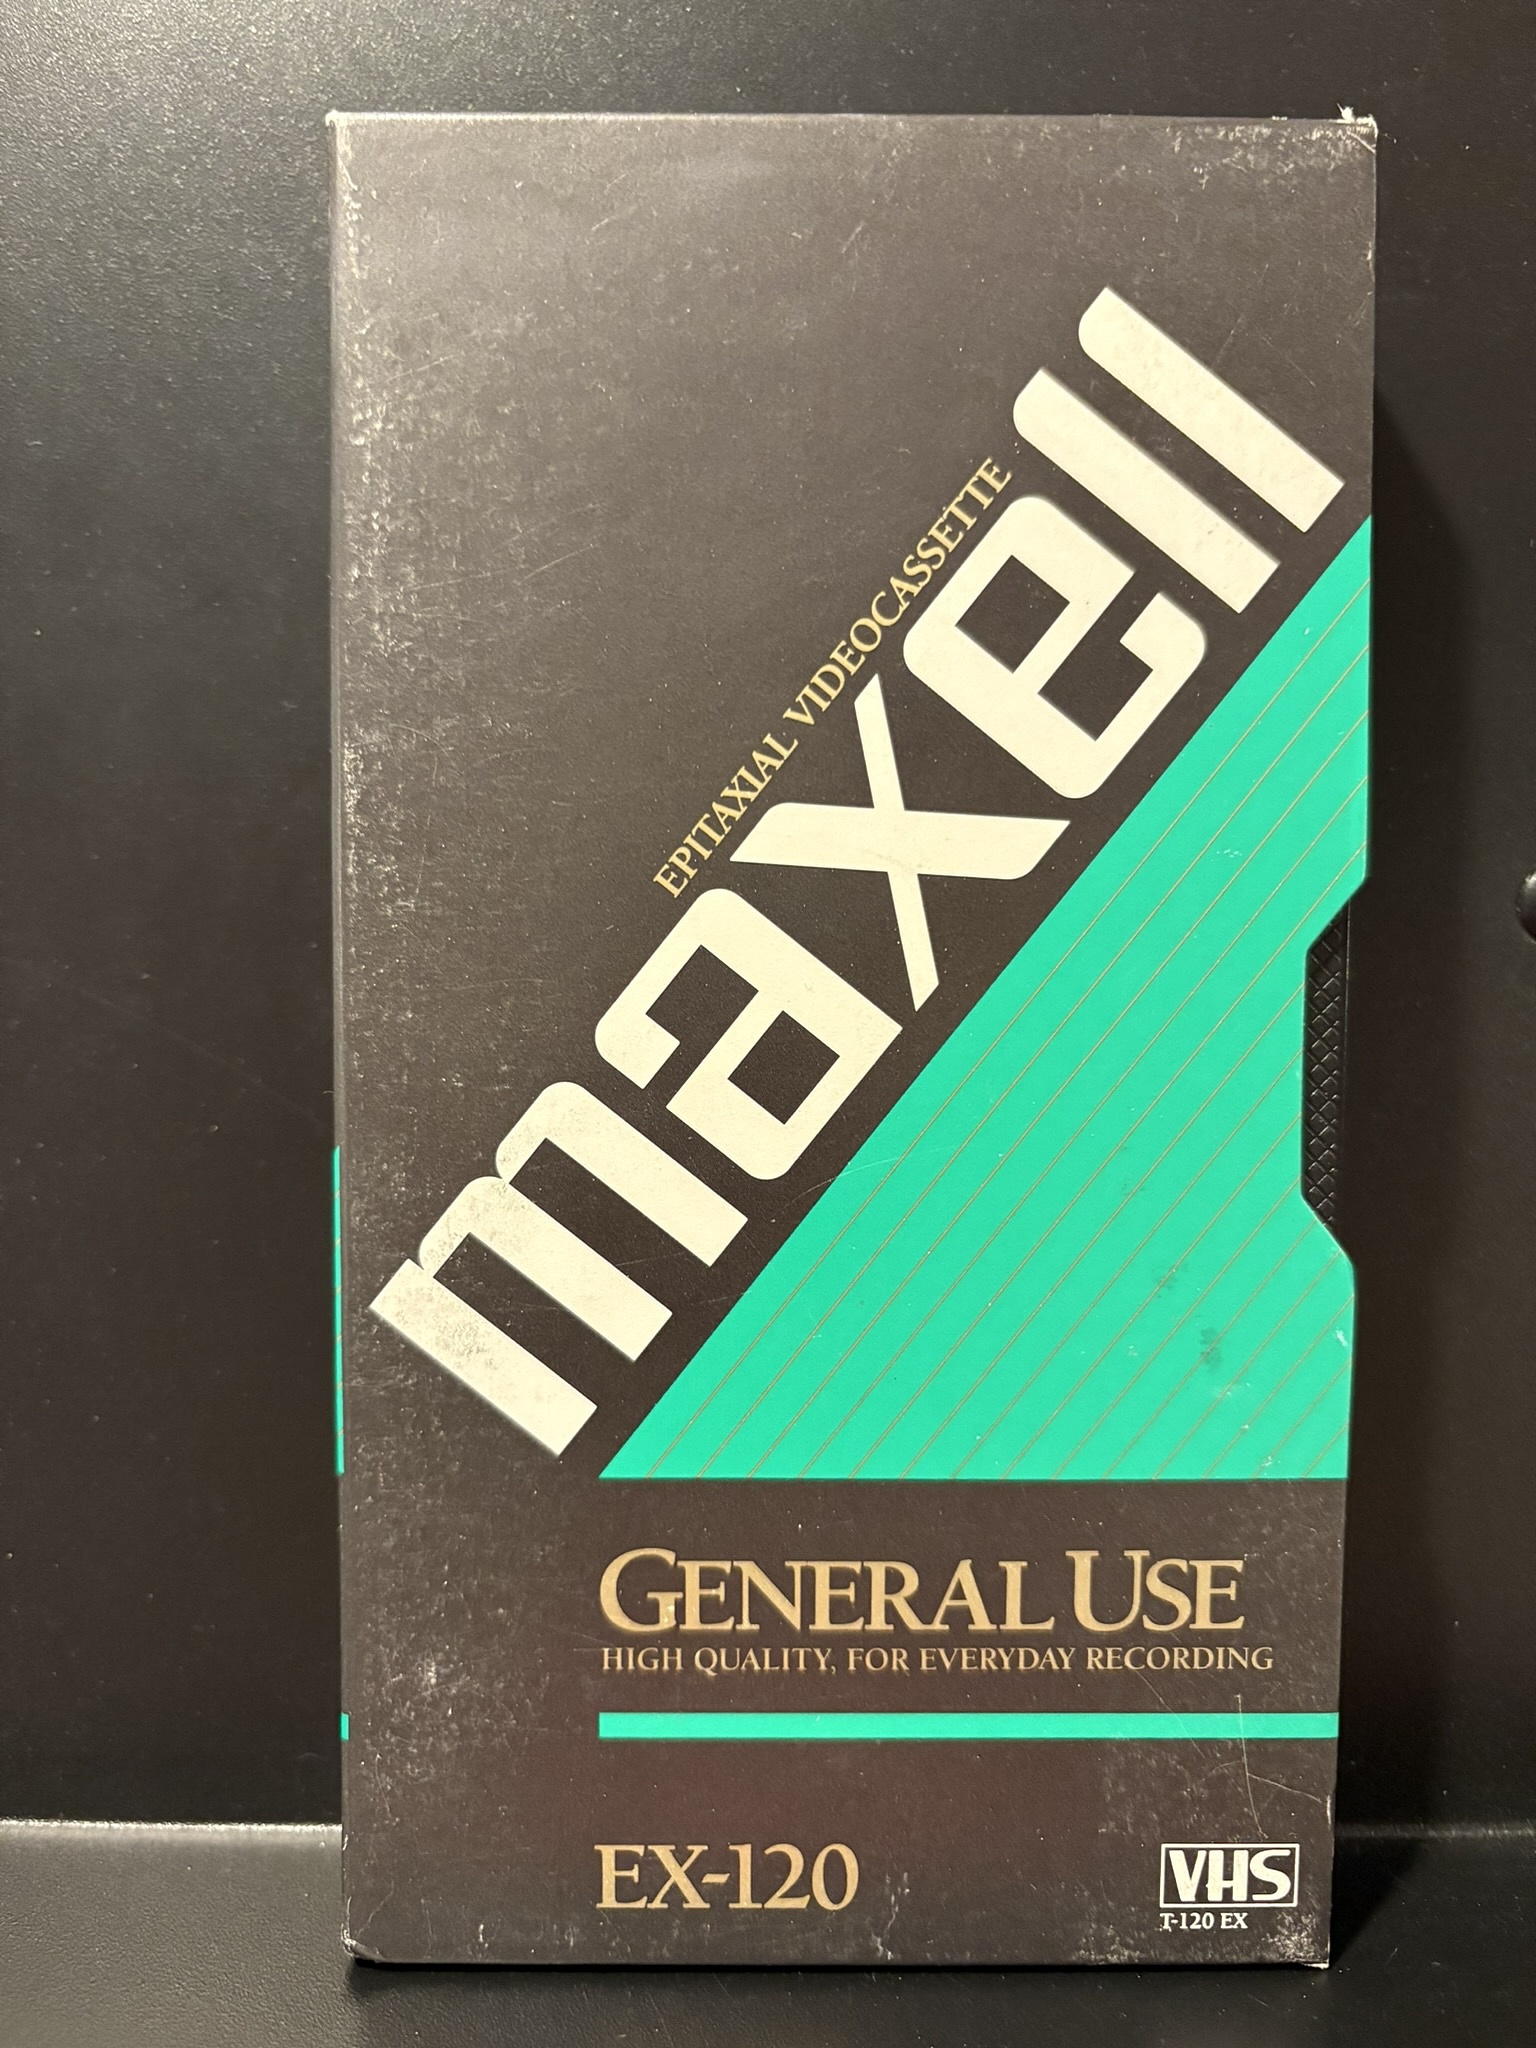 EPITAXIAL VIDEOCASSETTE
maxell
GENERAL USE
HIGH QUALITY, FOR EVERYDAY RECORDING
EX-120
VHS
T-120 EX